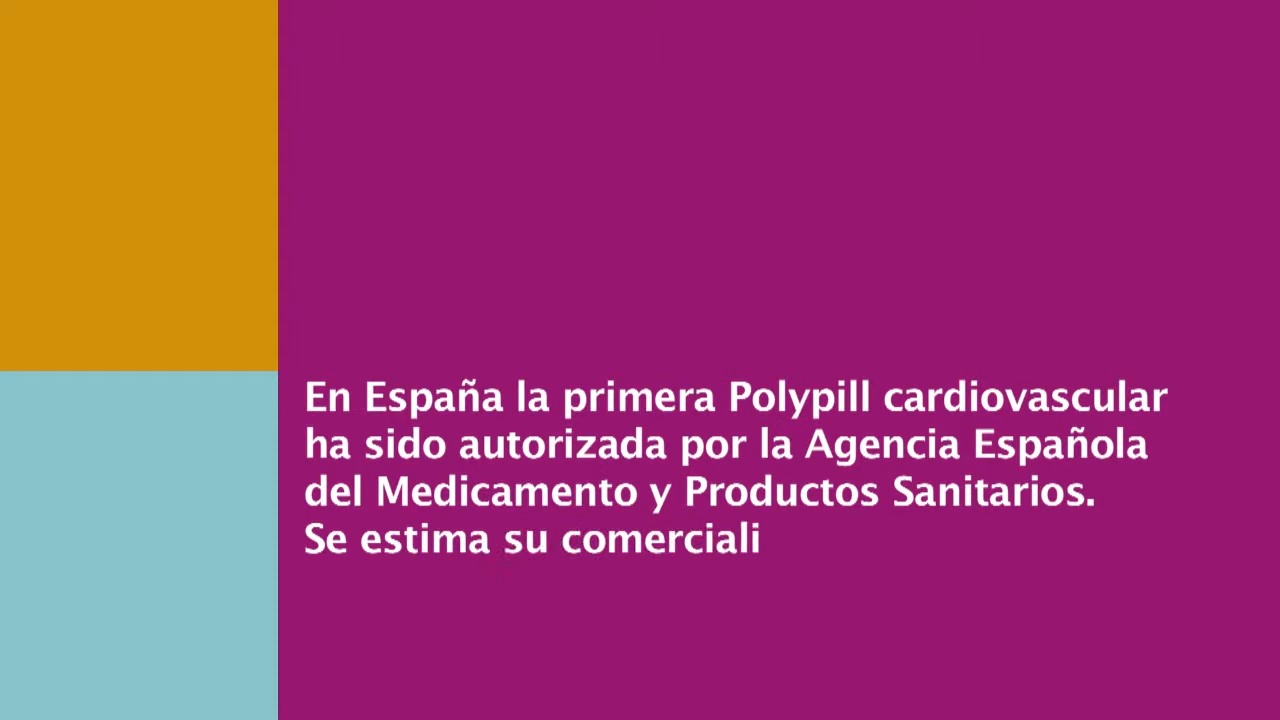 En España la primera Polypill cardiovascular
ha sido autorizada por la Agencia Española
del Medicamento y Productos Sanitarios.
Se estima su comerciali